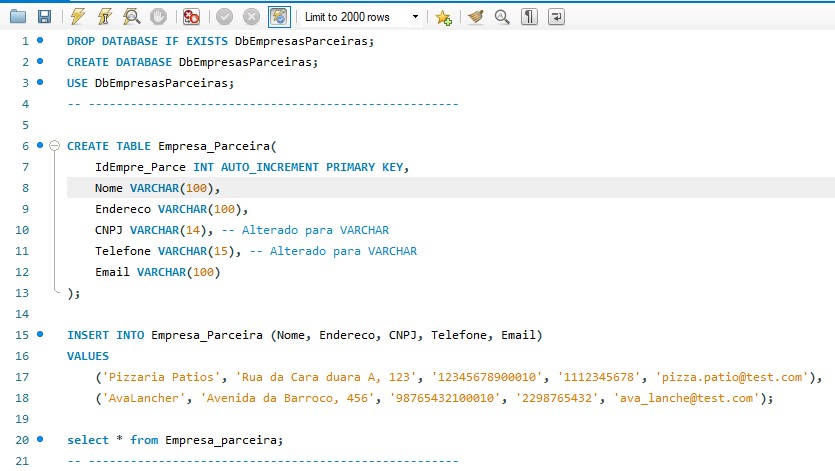 Limit to 2000 rows
1 DROP DATABASE IF EXISTS DbEmpresasParceiras;
2 CREATE DATABASE DbEmpresasParceiras;
3 USE DbEmpresasParceiras;
4 -- -----------------------------------------------------
5
6 CREATE TABLE Empresa_Parceira(
7 IdEmpre_Parce INT AUTO_INCREMENT PRIMARY KEY,
8 Nome VARCHAR(100),
9 Endereco VARCHAR(100),
10 CNPJ VARCHAR(14), -- Alterado para VARCHAR
11 Telefone VARCHAR(15), -- Alterado para VARCHAR
12 Email VARCHAR(100)
13 );
14
15 INSERT INTO Empresa_Parceira (Nome, Endereco, CNPJ, Telefone, Email)
16 VALUES
17 ('Pizzaria Patios', 'Rua da Cara duara A, 123', '12345678900010', '1112345678', 'pizza.patio@test.com'),
18 ('AvaLancher', 'Avenida da Barroco, 456', '98765432100010', '2298765432', 'ava_lanche@test.com');
19
20 select * from Empresa_parceira;
21 -- -----------------------------------------------------